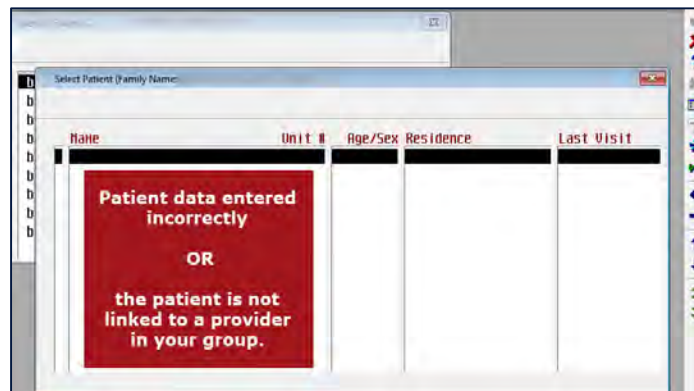 Select Patient (Family Name:
Name Unit # Age/Sex Residence Last Visit
b
b
b
b
b
b
b
b
b
Patient data entered
incorrectly
OR
the patient is not
linked to a provider
in your group.